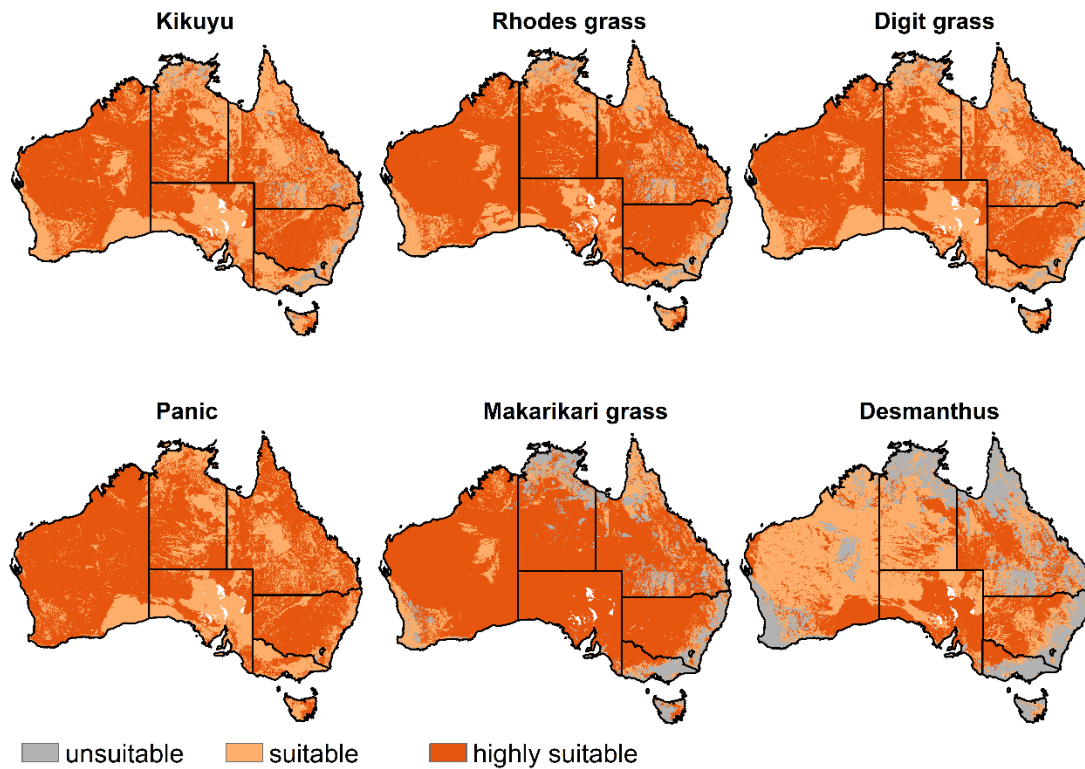 Kikuyu
Rhodes grass
Digit grass
Panic
Makarikari grass
Desmanthus
unsuitable
suitable
highly suitable